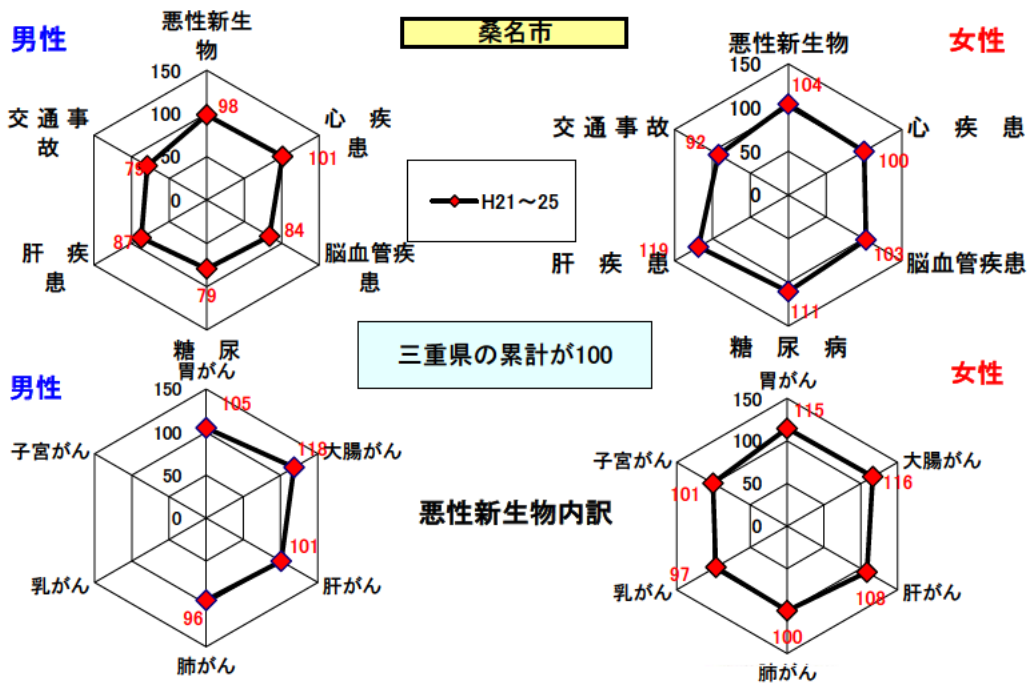 男性
悪性新生
物
150
100
50
0
98
心　疾
患
101
84
脳血管疾
患
79
糖　尿
87
肝　疾
患
79
交 通 事
故
桑名市
H21～25
三重県の累計が100
女性
悪性新生物
150
100
50
0
104
心 疾 患
100
103
脳血管疾患
111
糖　尿　病
119
肝　疾　患
92
交 通 事 故
男性
胃がん
150
100
50
0
105
118
大腸がん
101
肝がん
96
肺がん
乳がん
子宮がん
悪性新生物内訳
女性
胃がん
150
100
50
0
115
大腸がん
116
108
肝がん
100
肺がん
97
乳がん
101
子宮がん